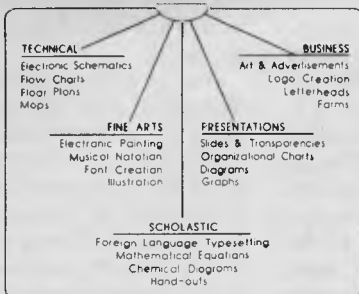 TECHNICAL
Electronic Schematics
Flow Charts
Floor Plans
Maps
BUSINESS
Art & Advertisements
Logo Creation
Letterheads
Forms
FINE ARTS
Electronic Painting
Musical Notation
Font Creation
Illustration
PRESENTATIONS
Slides & Transparencies
Organizational Charts
Diagrams
Graphs
SCHOLASTIC
Foreign Language Typesetting
Mathematical Equations
Chemical Diagrams
Hand-outs